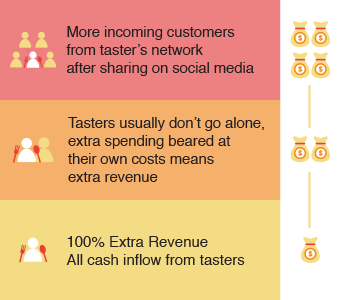 More incoming customers
from taster's network
after sharing on social media
Tasters usually don't go alone,
extra spending beared at
their own costs means
extra revenue
100% Extra Revenue
All cash inflow from tasters
$ $
$ $
$ $
$